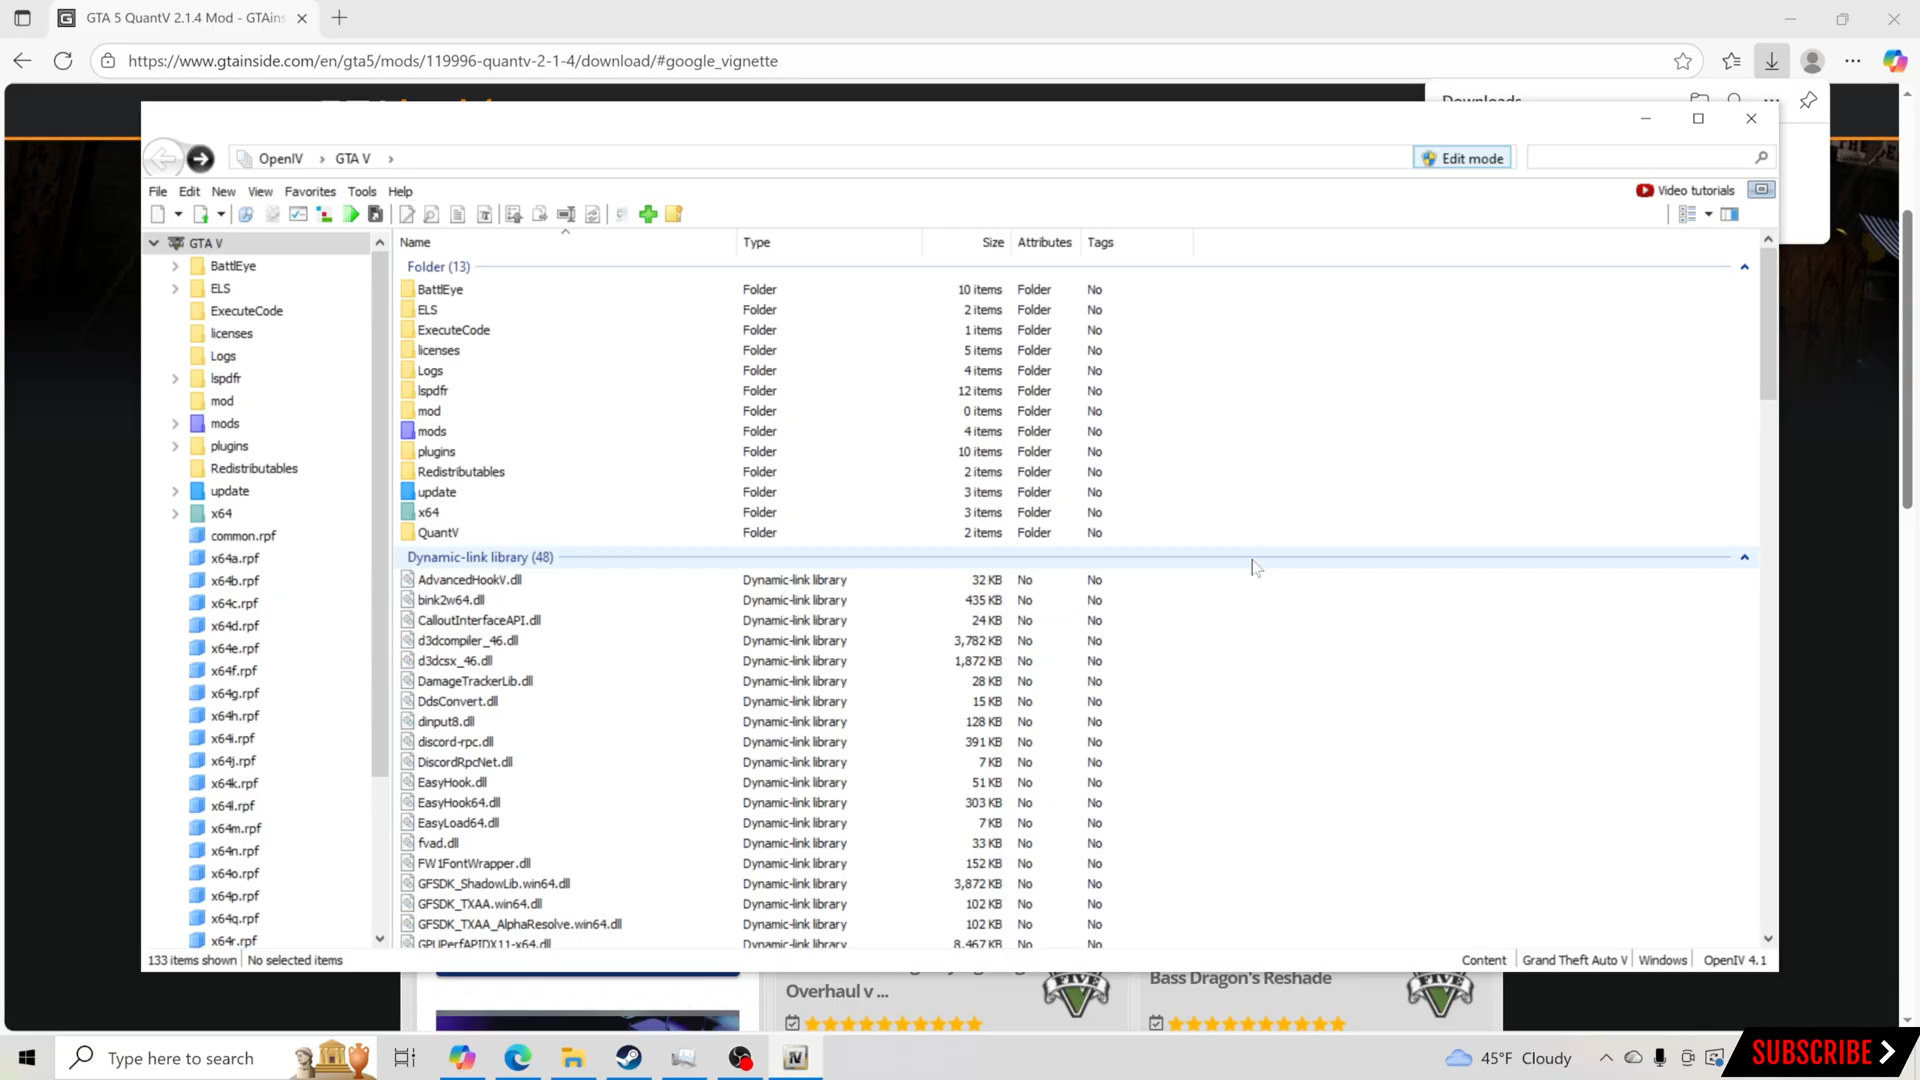 GTA 5 QuantV 2.1.4 Mod - GTAins
https://www.gtainside.com/en/gta5/mods/119996-quantv-2-1-4/download/#google_vignette
Downloads
OpenIV › GTA V ›
Edit mode
File Edit New View Favorites Tools Help
Video tutorials
GTA V
BattlEye
ELS
ExecuteCode
licenses
Logs
lspdfr
mod
mods
plugins
Redistributables
update
x64
common.rpf
x64a.rpf
x64b.rpf
x64c.rpf
x64d.rpf
x64e.rpf
x64f.rpf
x64g.rpf
x64h.rpf
x64i.rpf
x64j.rpf
x64k.rpf
x64l.rpf
x64m.rpf
x64n.rpf
x64o.rpf
x64p.rpf
x64q.rpf
x64r.rpf
Name Type Size Attributes Tags
Folder (13)
BattlEye Folder 10 items Folder No
ELS Folder 2 items Folder No
ExecuteCode Folder 1 items Folder No
licenses Folder 5 items Folder No
Logs Folder 4 items Folder No
lspdfr Folder 12 items Folder No
mod Folder 0 items Folder No
mods Folder 4 items Folder No
plugins Folder 10 items Folder No
Redistributables Folder 2 items Folder No
update Folder 3 items Folder No
x64 Folder 3 items Folder No
QuantV Folder 2 items Folder No
Dynamic-link library (48)
AdvancedHookV.dll Dynamic-link library 32 KB No No
bink2w64.dll Dynamic-link library 435 KB No No
CalloutInterfaceAPI.dll Dynamic-link library 24 KB No No
d3dcompiler_46.dll Dynamic-link library 3,782 KB No No
d3dcsx_46.dll Dynamic-link library 1,872 KB No No
DamageTrackerLib.dll Dynamic-link library 28 KB No No
DdsConvert.dll Dynamic-link library 15 KB No No
dinput8.dll Dynamic-link library 128 KB No No
discord-rpc.dll Dynamic-link library 391 KB No No
DiscordRpcNet.dll Dynamic-link library 7 KB No No
EasyHook.dll Dynamic-link library 51 KB No No
EasyHook64.dll Dynamic-link library 303 KB No No
EasyLoad64.dll Dynamic-link library 7 KB No No
fvad.dll Dynamic-link library 33 KB No No
FW1FontWrapper.dll Dynamic-link library 152 KB No No
GFSDK_ShadowLib.win64.dll Dynamic-link library 3,872 KB No No
GFSDK_TXAA.win64.dll Dynamic-link library 102 KB No No
GFSDK_TXAA_AlphaResolve.win64.dll Dynamic-link library 102 KB No No
GPUPerfAPIDX11-x64.dll Dynamic-link library 8,467 KB No No
133 items shown No selected items
Content Grand Theft Auto V Windows OpenIV 4.1
Overhaul v ...
FIVE
Bass Dragon's Reshade
FIVE
Type here to search
45°F Cloudy
SUBSCRIBE